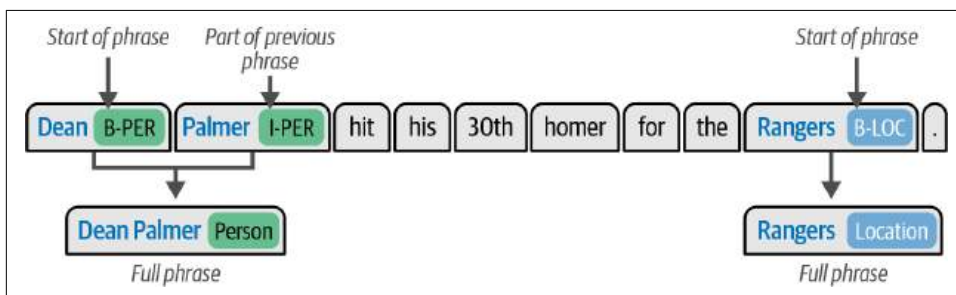 Start of phrase Part of previous phrase Start of phrase
Dean B-PER Palmer I-PER hit his 30th homer for the Rangers B-LOC .
Dean Palmer Person Rangers Location
Full phrase Full phrase